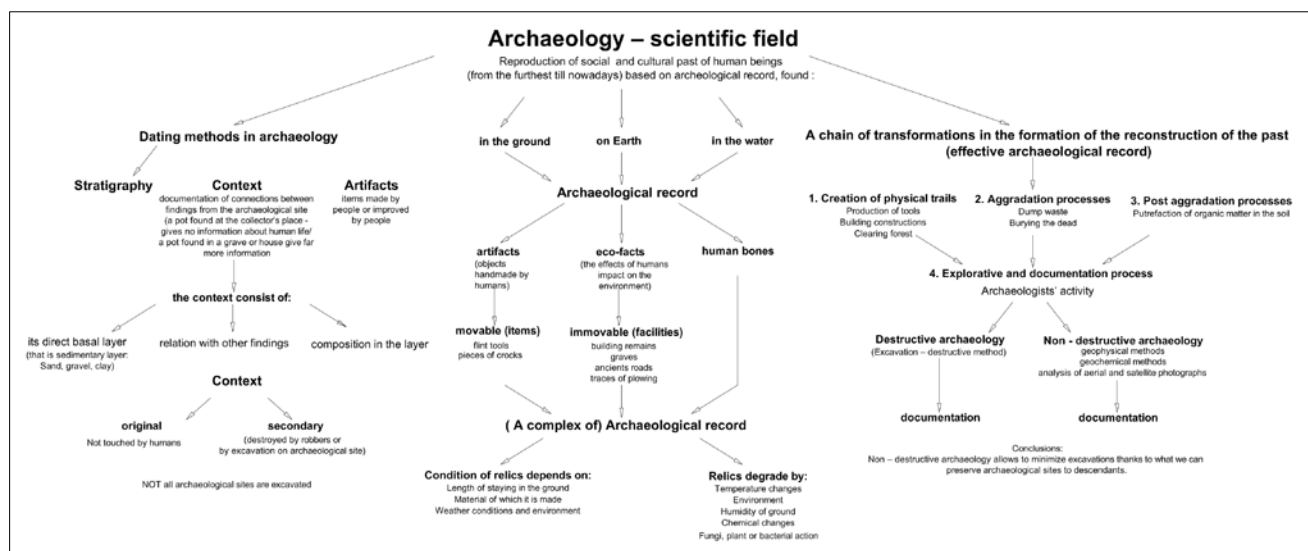 Archaeology – scientific field
Reproduction of social and cultural past of human beings
(from the furthest till nowadays) based on archeological record, found :
Dating methods in archaeology
Stratigraphy
Context
documentation of connections between
findings from the archaeological site
(a pot found at the collector's place -
gives no information about human life/
a pot found in a grave or house give far
more information
Artifacts
items made by
people or improved
by people
the context consist of:
its direct basal layer
(that is sedimentary layer:
Sand, gravel, clay)
relation with other findings
composition in the layer
Context
original
Not touched by humans
secondary
(destroyed by robbers or
by excavation on archaeological site)
NOT all archaeological sites are excavated
in the ground
on Earth
in the water
Archaeological record
artifacts
(objects
handmade by
humans)
eco-facts
(the effects of humans
impact on the
environment)
human bones
movable (items)
flint tools
pieces of crocks
immovable (facilities)
building remains
graves
ancients roads
traces of plowing
( A complex of) Archaeological record
Condition of relics depends on:
Length of staying in the ground
Material of which it is made
Weather conditions and environment
Relics degrade by:
Temperature changes
Environment
Humidity of ground
Chemical changes
Fungi, plant or bacterial action
A chain of transformations in the formation of the reconstruction of the past
(effective archaeological record)
1. Creation of physical trails
Production of tools
Building constructions
Clearing forest
2. Aggradation processes
Dump waste
Burying the dead
3. Post aggradation processes
Putrefaction of organic matter in the soil
4. Explorative and documentation process
Archaeologists' activity
Destructive archaeology
(Excavation – destructive method)
Non - destructive archaeology
geophysical methods
geochemical methods
analysis of aerial and satellite photographs
documentation
documentation
Conclusions:
Non – destructive archaeology allows to minimize excavations thanks to what we can
preserve archaeological sites to descendants.